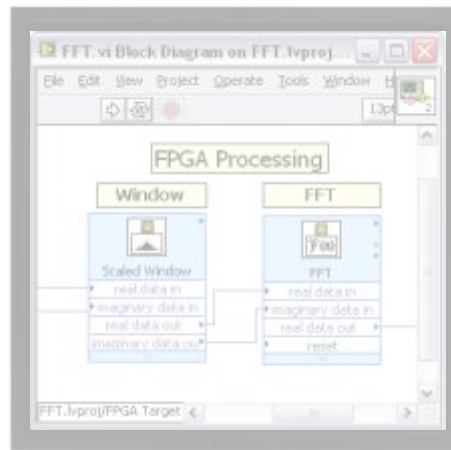 FFT.vi Block Diagram on FFT.lvproj...
File Edit View Project Operate Tools Window H
13pt
2
FPGA Processing
Window FFT
Scaled Window FFT
real data in real data in
imaginary data in imaginary data in
real data out real data out
imaginary data out reset
FFT.lvproj/FPGA Target